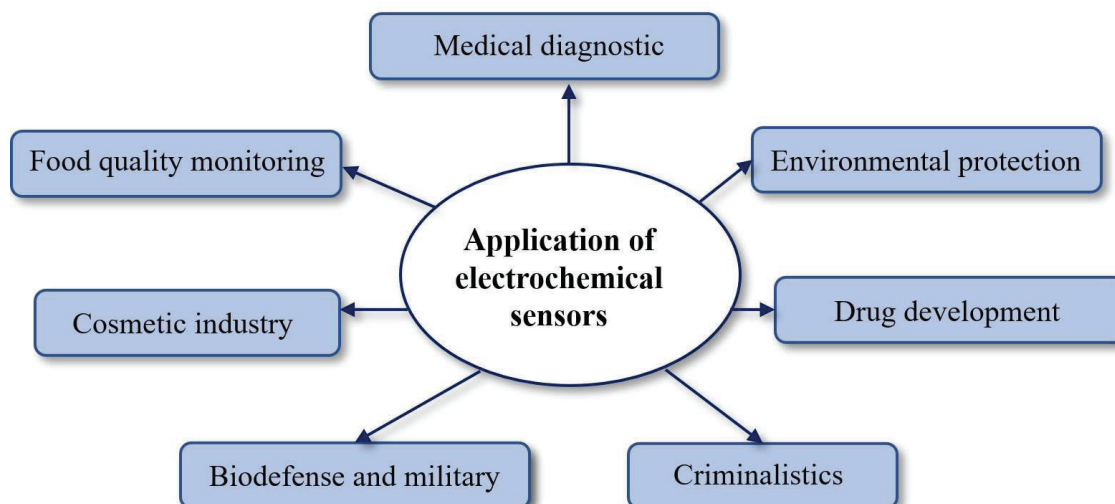 Medical diagnostic
Food quality monitoring
Environmental protection
Application of
electrochemical
sensors
Cosmetic industry
Drug development
Biodefense and military
Criminalistics